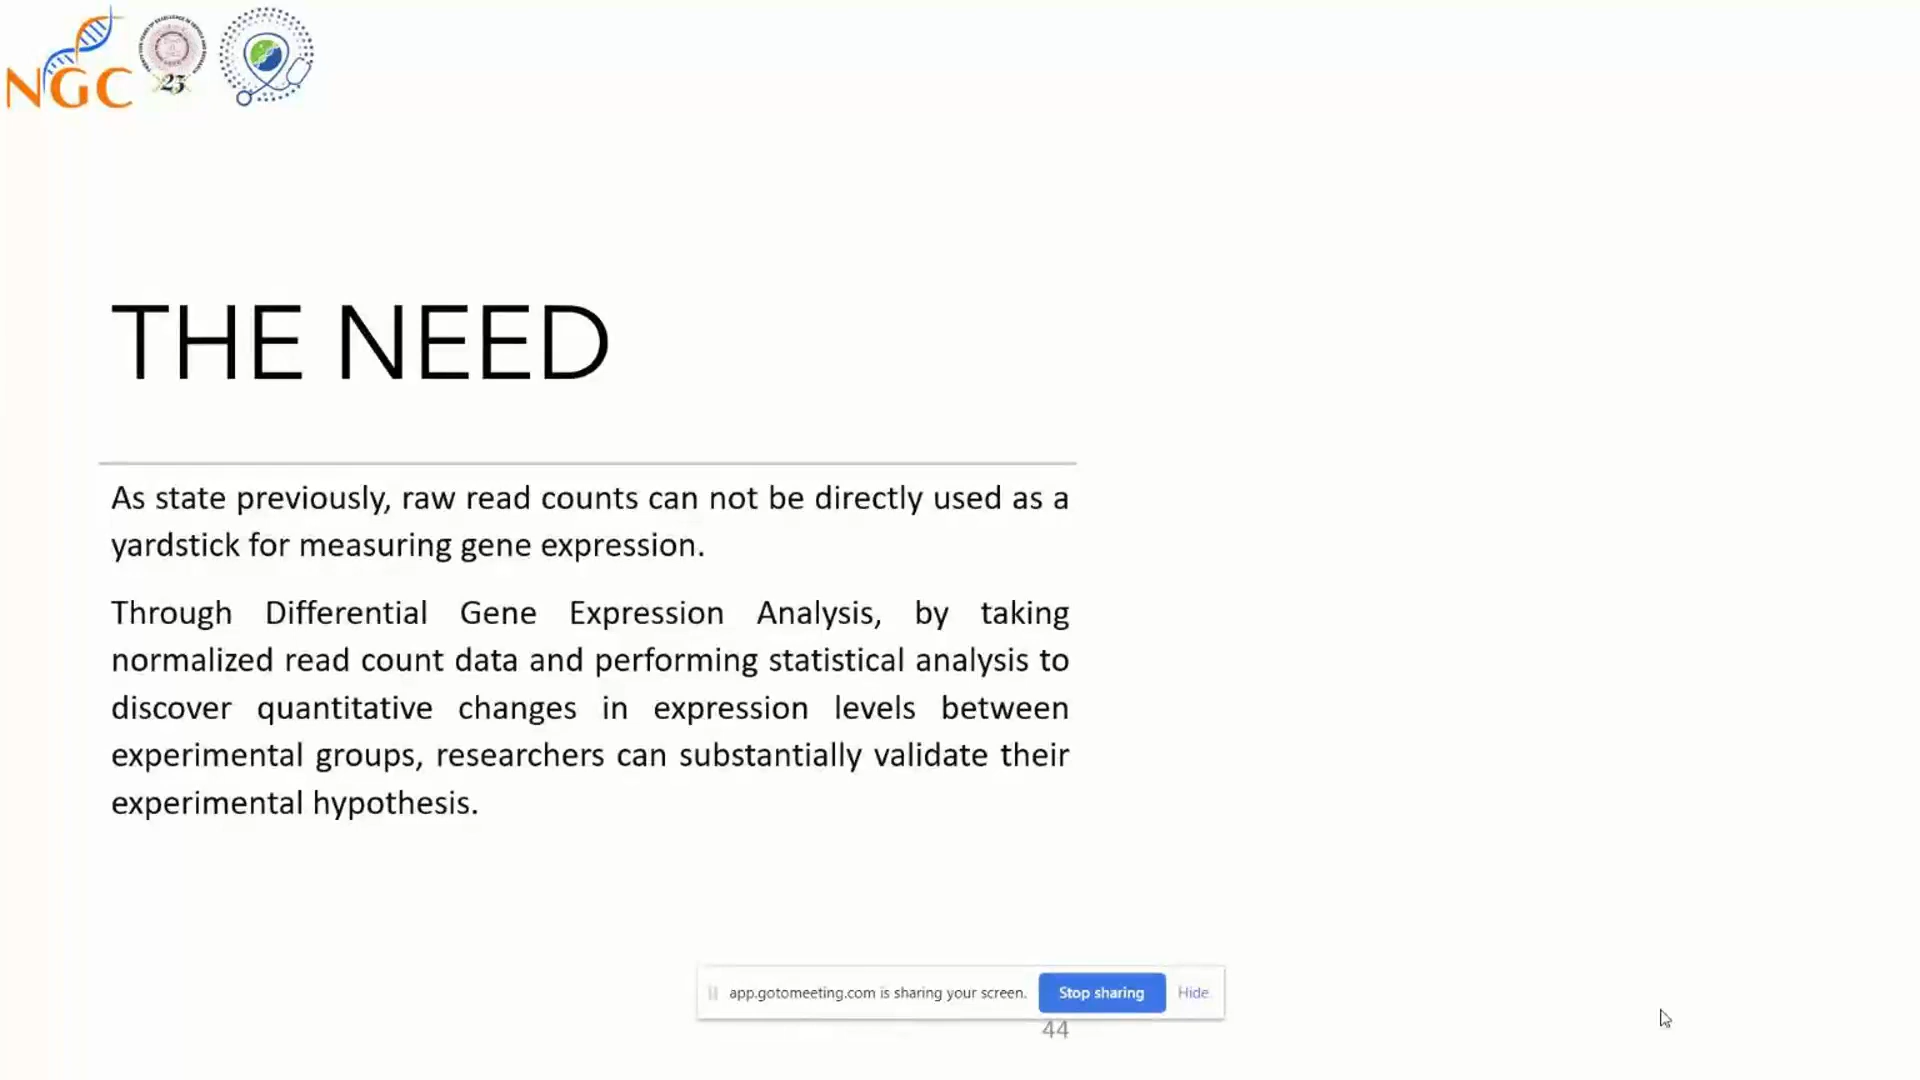 NGC
25
THE NEED
As state previously, raw read counts can not be directly used as a
yardstick for measuring gene expression.
Through Differential Gene Expression Analysis, by taking
normalized read count data and performing statistical analysis to
discover quantitative changes in expression levels between
experimental groups, researchers can substantially validate their
experimental hypothesis.
app.gotomeeting.com is sharing your screen. Stop sharing Hide
44